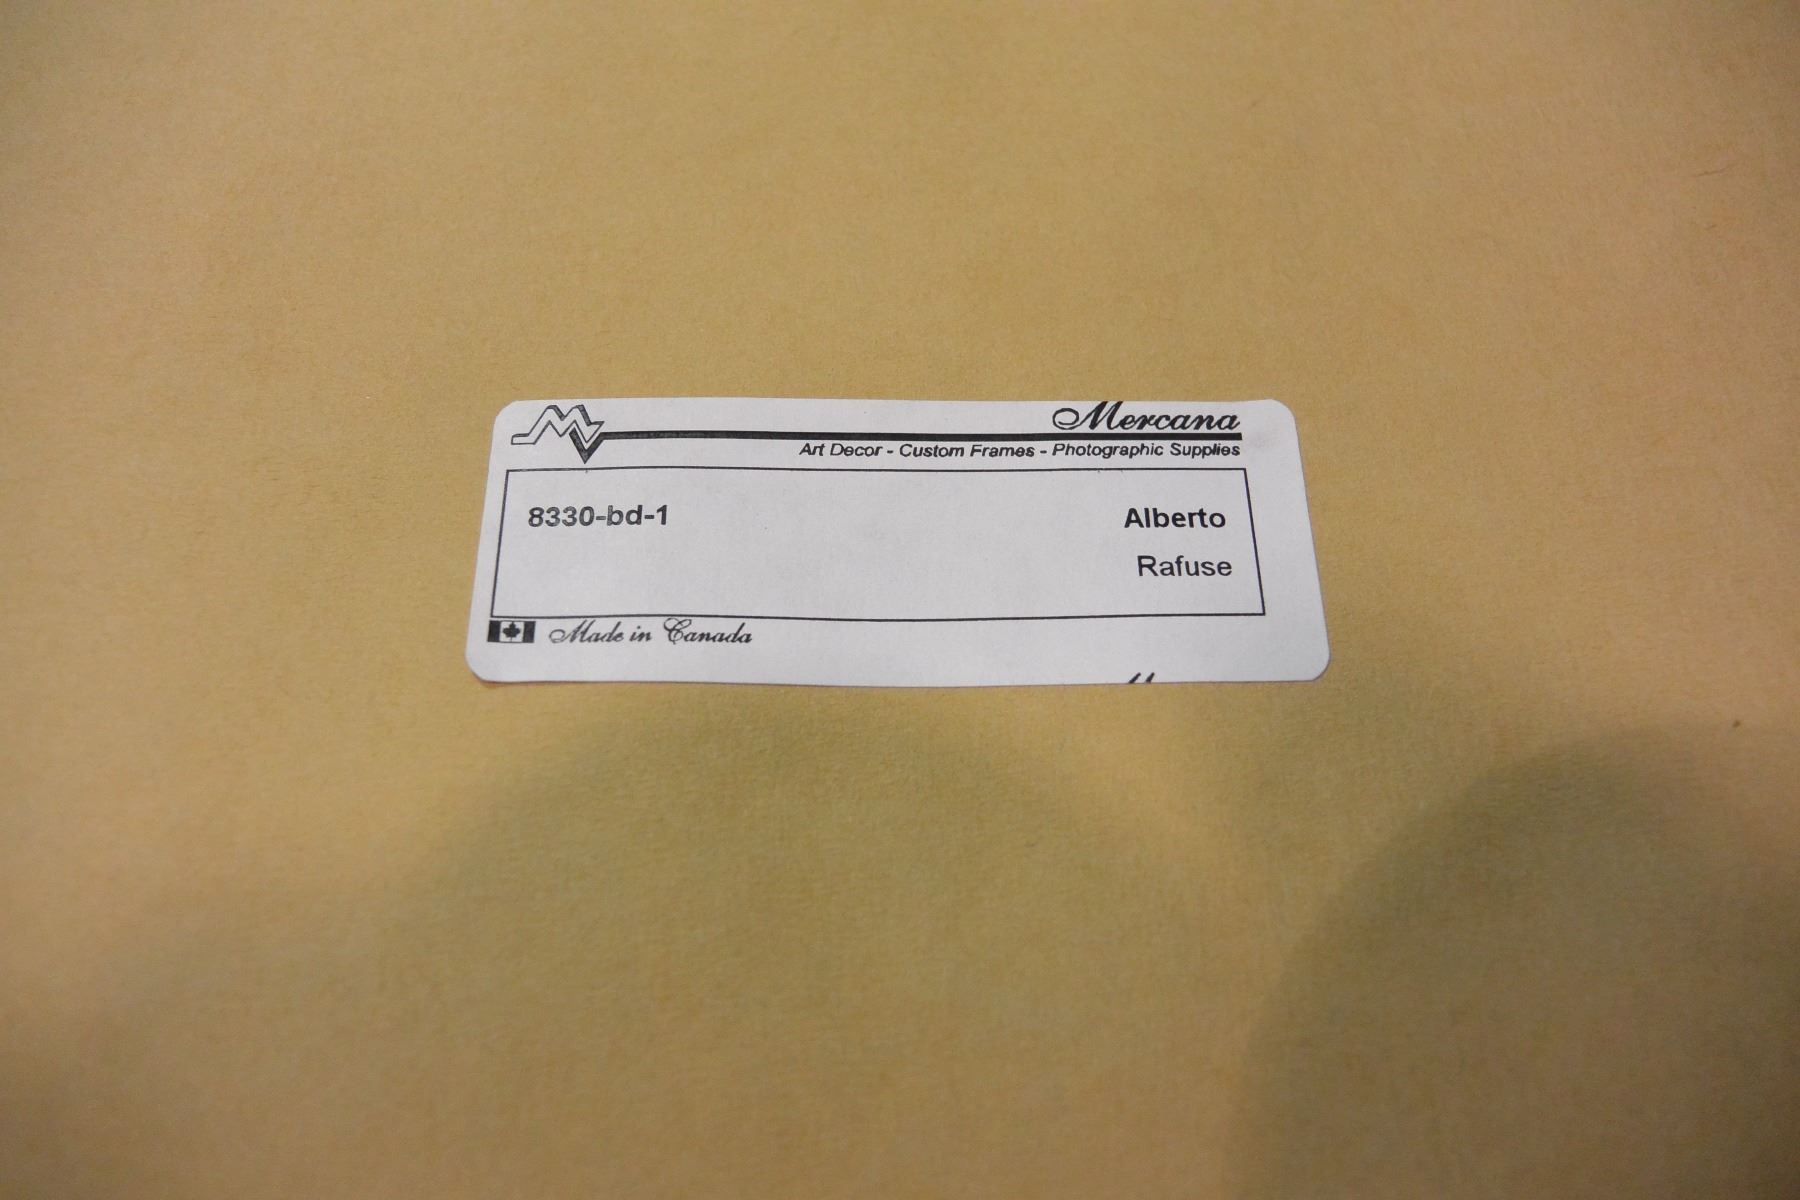 Mercana
Art Decor - Custom Frames - Photographic Supplies
8330-bd-1
Alberto
Rafuse
Made in Canada